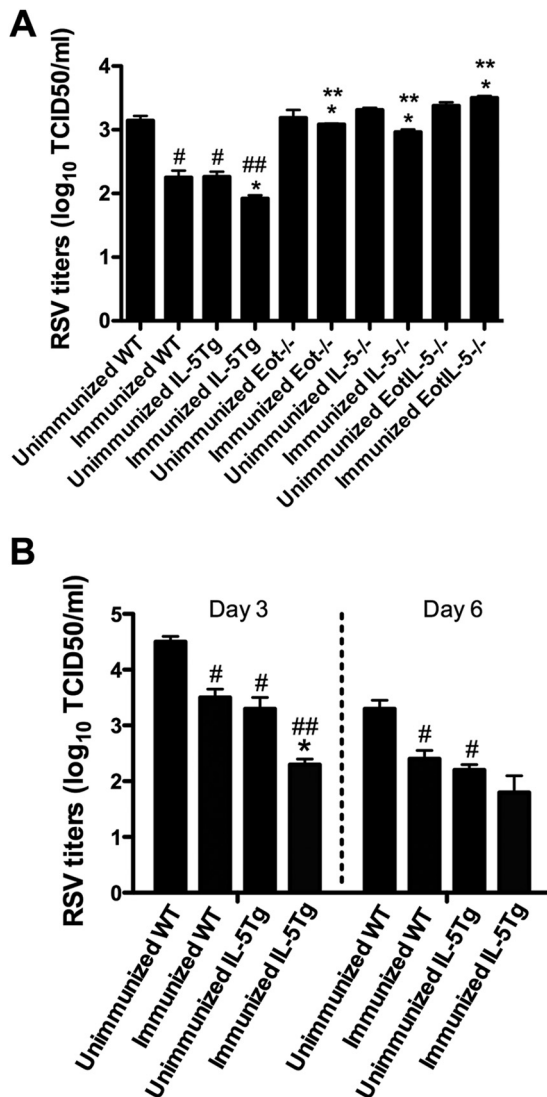 A
RSV titers (log10 TCID50/ml)
4
3
2
1
0
#
#
##
*
**
*
**
*
**
*
Unimmunized WT
Immunized WT
Unimmunized IL-5Tg
Immunized IL-5Tg
Unimmunized Eot-/-
Immunized Eot-/-
Unimmunized IL-5-/-
Immunized IL-5-/-
Unimmunized EotIL-5-/-
Immunized EotIL-5-/-
B
RSV titers (log10 TCID50/ml)
5
4
3
2
1
0
Day 3
Day 6
#
#
##
*
#
#
Unimmunized WT
Immunized WT
Unimmunized IL-5Tg
Immunized IL-5Tg
Unimmunized WT
Immunized WT
Unimmunized IL-5Tg
Immunized IL-5Tg